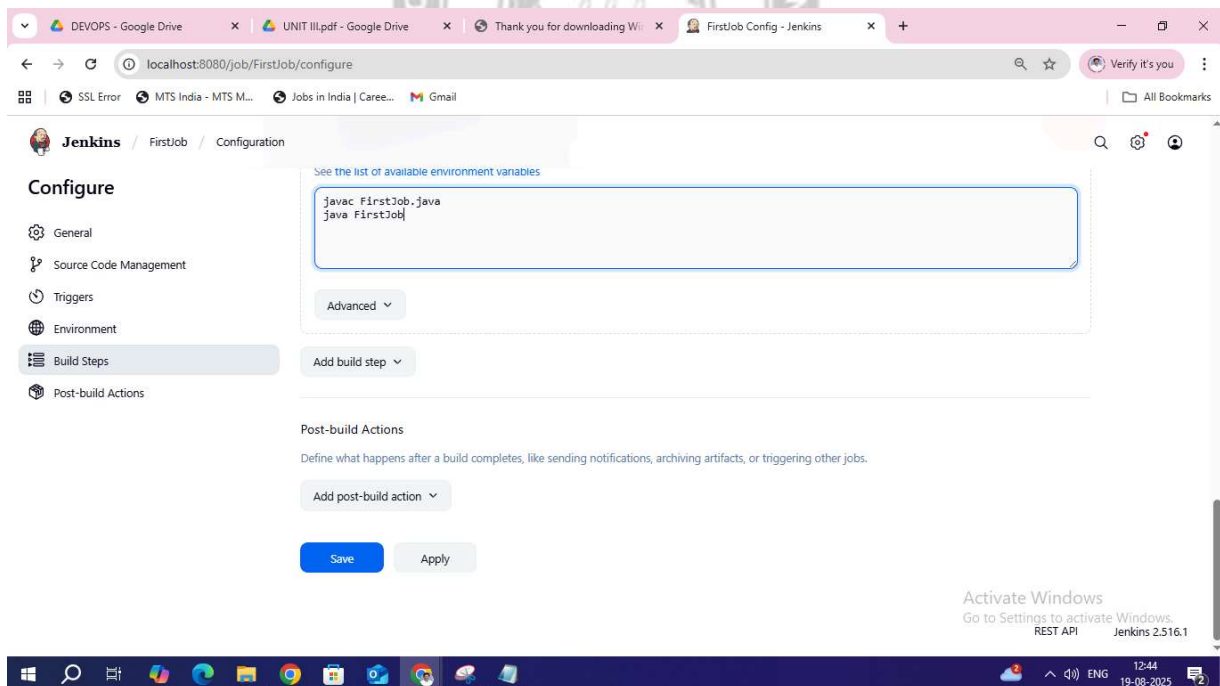 DEVOPS - Google Drive
UNIT III.pdf - Google Drive
Thank you for downloading Wi
FirstJob Config - Jenkins
localhost:8080/job/FirstJob/configure
Verify it's you
SSL Error
MTS India - MTS M...
Jobs in India | Caree...
Gmail
All Bookmarks
Jenkins / FirstJob / Configuration
Configure
General
Source Code Management
Triggers
Environment
Build Steps
Post-build Actions
See the list of available environment variables
javac FirstJob.java
java FirstJob
Advanced
Add build step
Post-build Actions
Define what happens after a build completes, like sending notifications, archiving artifacts, or triggering other jobs.
Add post-build action
Save
Apply
Activate Windows
Go to Settings to activate Windows.
REST API
Jenkins 2.516.1
2
ENG
12:44
19-08-2025
2